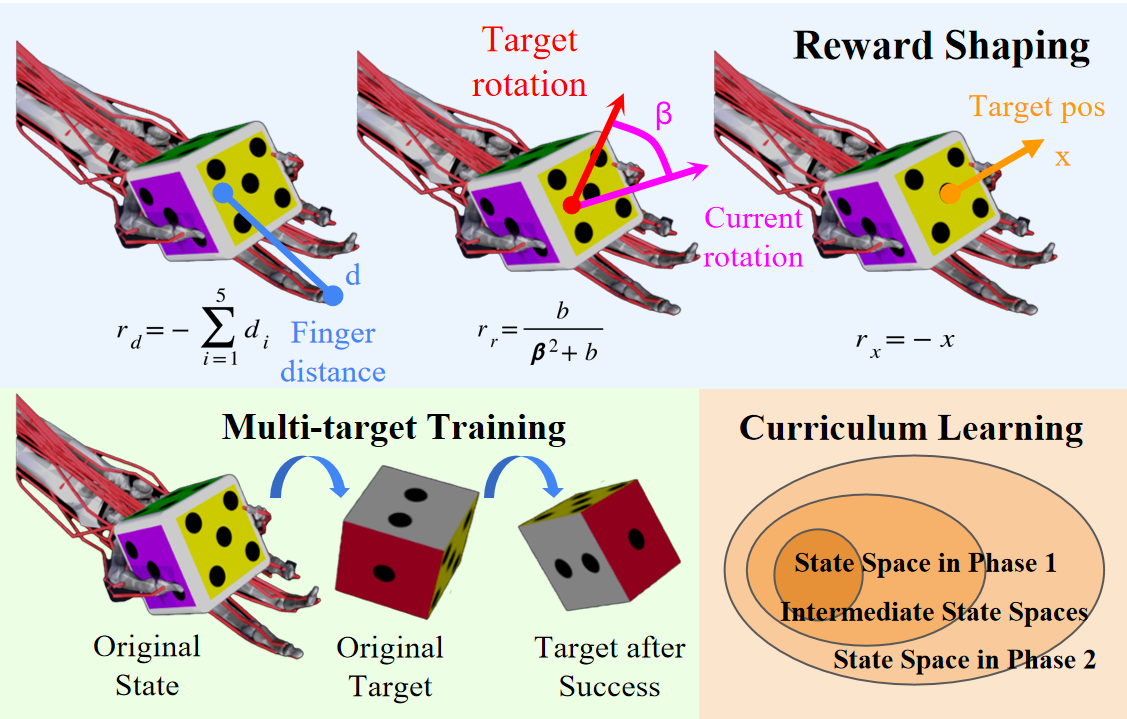 Reward Shaping
Target
rotation
β
Current
rotation
Target pos
x
d
Finger
distance
r_d = − \sum_{i=1}^{5} d_i
r_r = \frac{b}{β^2 + b}
r_x = − x
Multi-target Training
Original
State
Original
Target
Target after
Success
Curriculum Learning
State Space in Phase 1
Intermediate State Spaces
State Space in Phase 2